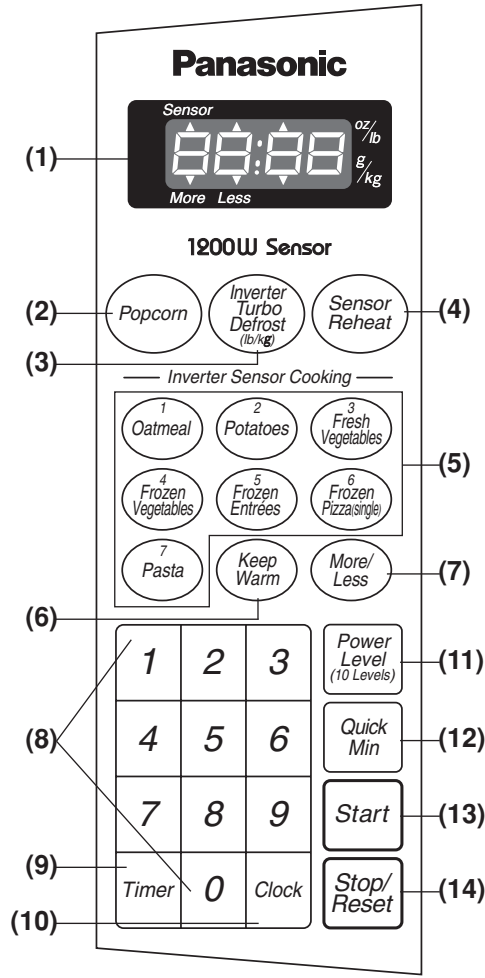 Panasonic
Sensor
88:88
oz/lb
g/kg
More Less
(1)
1200W Sensor
(2)
Popcorn
Inverter
Turbo
Defrost
(lb/kg)
Sensor
Reheat
(4)
(3)
Inverter Sensor Cooking
1
Oatmeal
2
Potatoes
3
Fresh
Vegetables
(5)
4
Frozen
Vegetables
5
Frozen
Entrées
6
Frozen
Pizza(single)
7
Pasta
Keep
Warm
More/
Less
(7)
(6)
1 2 3
Power
Level
(10 Levels)
(11)
(8)
4 5 6
Quick
Min
(12)
7 8 9
Start
(13)
(9)
Timer 0 Clock
Stop/
Reset
(14)
(10)